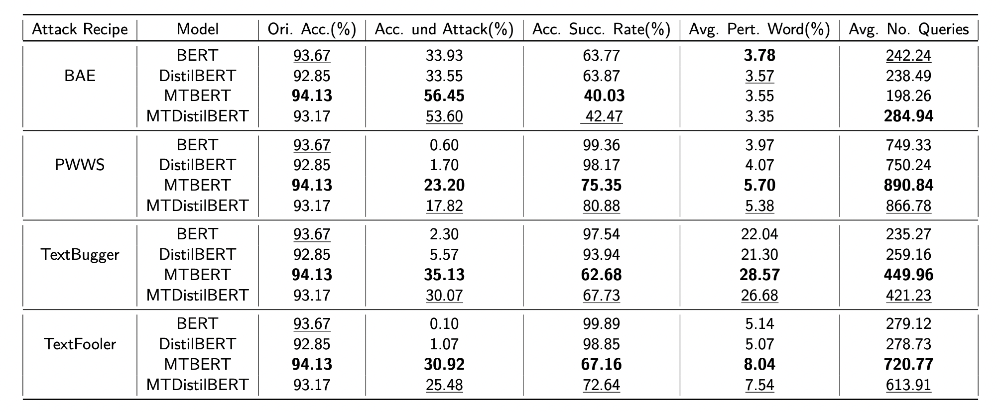 Attack Recipe Model Ori. Acc.(%) Acc. und Attack(%) Acc. Succ. Rate(%) Avg. Pert. Word(%) Avg. No. Queries
BERT 93.67 33.93 63.77 3.78 242.24
BAE DistilBERT 92.85 33.55 63.87 3.57 238.49
MTBERT 94.13 56.45 40.03 3.55 198.26
MTDistilBERT 93.17 53.60 42.47 3.35 284.94
BERT 93.67 0.60 99.36 3.97 749.33
PWWS DistilBERT 92.85 1.70 98.17 4.07 750.24
MTBERT 94.13 23.20 75.35 5.70 890.84
MTDistilBERT 93.17 17.82 80.88 5.38 866.78
BERT 93.67 2.30 97.54 22.04 235.27
TextBugger DistilBERT 92.85 5.57 93.94 21.30 259.16
MTBERT 94.13 35.13 62.68 28.57 449.96
MTDistilBERT 93.17 30.07 67.73 26.68 421.23
BERT 93.67 0.10 99.89 5.14 279.12
TextFooler DistilBERT 92.85 1.07 98.85 5.07 278.73
MTBERT 94.13 30.92 67.16 8.04 720.77
MTDistilBERT 93.17 25.48 72.64 7.54 613.91